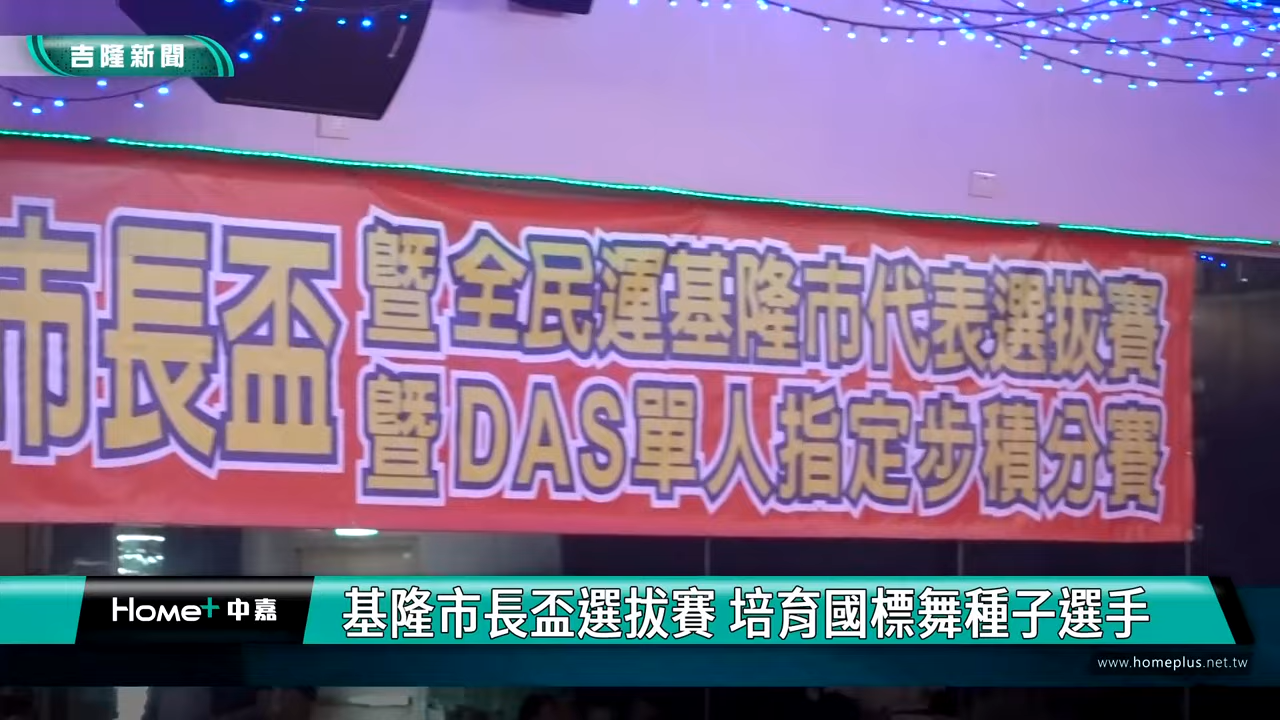 吉隆新聞
市長盃
暨全民運基隆市代表選拔賽
暨DAS單人指定步積分賽
Home+中嘉
基隆市長盃選拔賽 培育國標舞種子選手
www.homeplus.net.tw